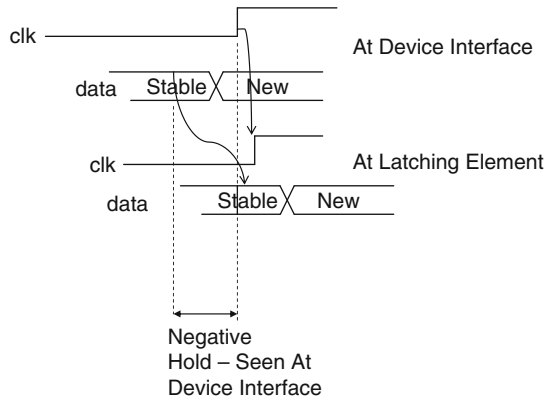 clk
At Device Interface
data
Stable
New
clk
At Latching Element
data
Stable
New
Negative
Hold – Seen At
Device Interface